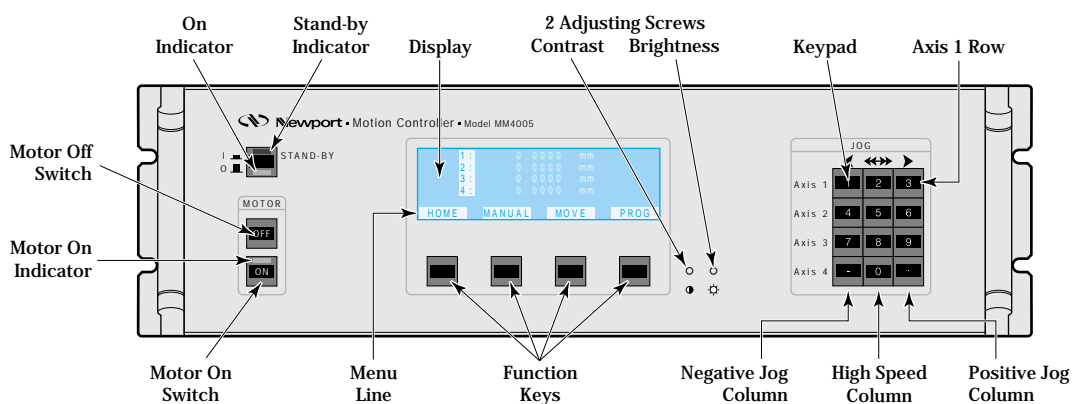 On
Indicator
Stand-by
Indicator
Display
2 Adjusting Screws
Contrast
Brightness
Keypad
Axis 1 Row
Newport Motion Controller Model MM4005
I
O
STAND-BY
Motor Off
Switch
MOTOR
OFF
Motor On
Indicator
ON
1: 0.0000 mm
2: 0.0000 mm
3: 0.0000 mm
4: 0.0000 mm
HOME MANUAL MOVE PROG
JOG
Axis 1 1 2 3
Axis 2 4 5 6
Axis 3 7 8 9
Axis 4 - 0 .
Motor On
Switch
Menu
Line
Function
Keys
Negative Jog
Column
High Speed
Column
Positive Jog
Column